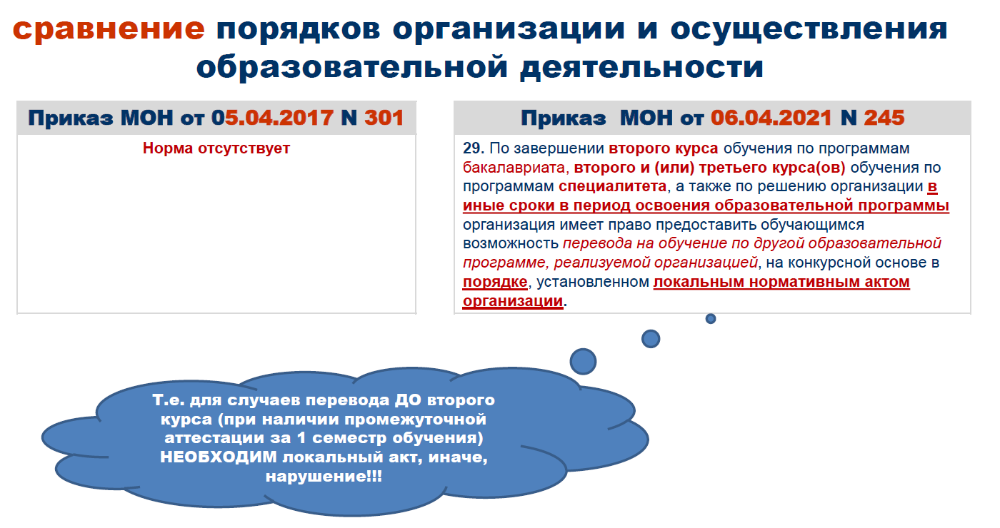 сравнение порядков организации и осуществления
образовательной деятельности
Приказ МОН от 05.04.2017 N 301
Норма отсутствует
Приказ МОН от 06.04.2021 N 245
29. По завершении второго курса обучения по программам
бакалавриата, второго и (или) третьего курса(ов) обучения по
программам специалитета, а также по решению организации в
иные сроки в период освоения образовательной программы
организация имеет право предоставить обучающимся
возможность перевода на обучение по другой образовательной
программе, реализуемой организацией, на конкурсной основе в
порядке, установленном локальным нормативным актом
организации.
Т.е. для случаев перевода ДО второго
курса (при наличии промежуточной
аттестации за 1 семестр обучения)
НЕОБХОДИМ локальный акт, иначе,
нарушение!!!